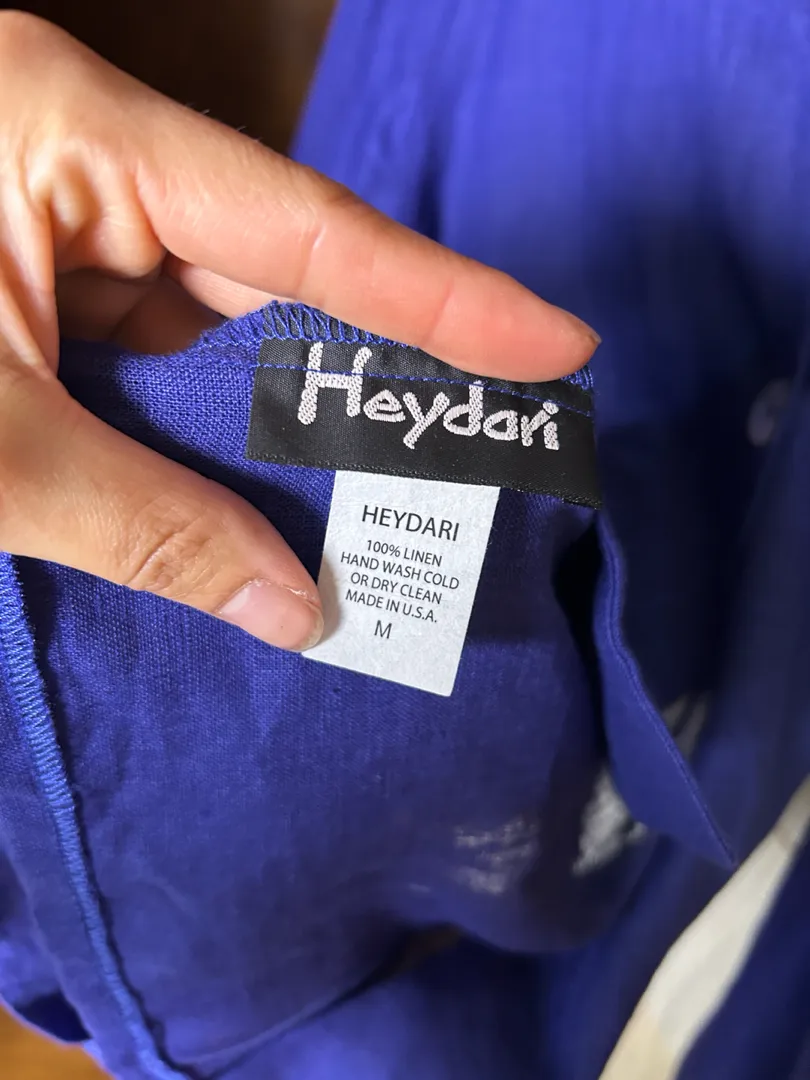 Heydari
HEYDARI
100% LINEN
HAND WASH COLD
OR DRY CLEAN
MADE IN U.S.A.
M